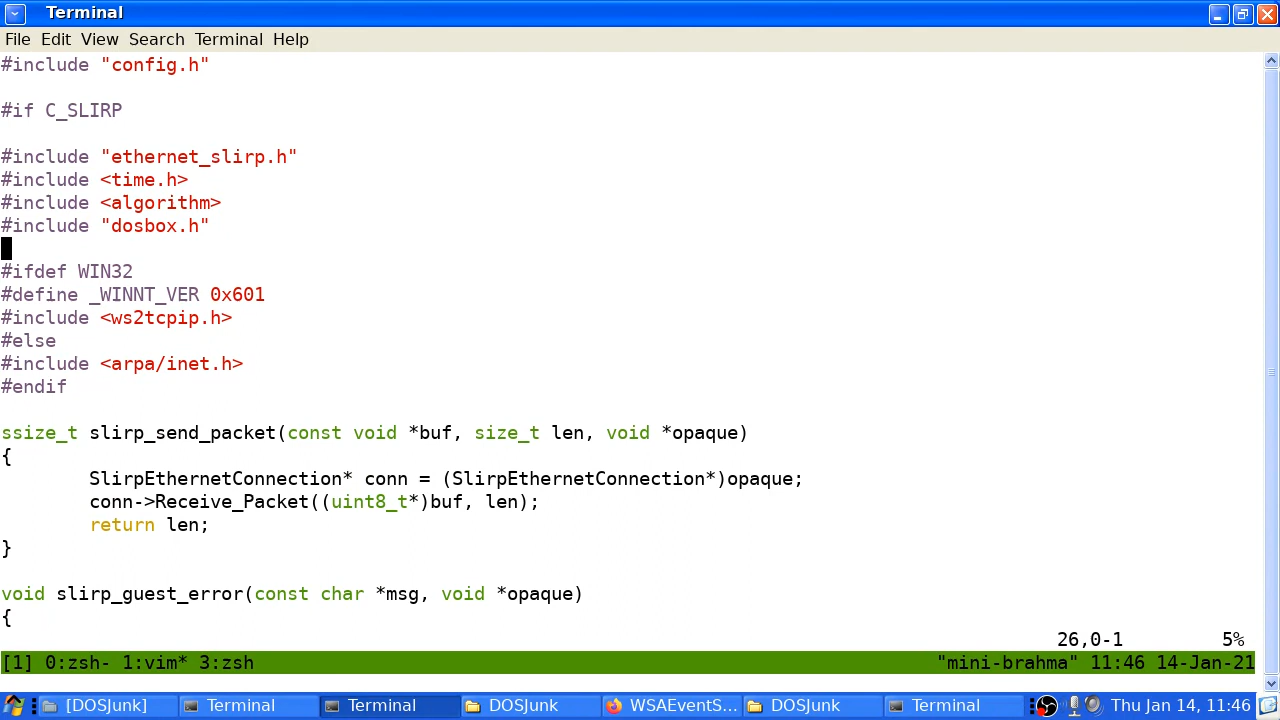 Terminal
File Edit View Search Terminal Help
#include "config.h"
#if C_SLIRP
#include "ethernet_slirp.h"
#include <time.h>
#include <algorithm>
#include "dosbox.h"
#ifdef WIN32
#define _WINNT_VER 0x601
#include <ws2tcpip.h>
#else
#include <arpa/inet.h>
#endif
ssize_t slirp_send_packet(const void *buf, size_t len, void *opaque)
{
SlirpEthernetConnection* conn = (SlirpEthernetConnection*)opaque;
conn->Receive_Packet((uint8_t*)buf, len);
return len;
}
void slirp_guest_error(const char *msg, void *opaque)
{
26,0-1 5%
[1] 0:zsh- 1:vim* 3:zsh "mini-brahma" 11:46 14-Jan-21
[DOSJunk] Terminal Terminal DOSJunk WSAEventS... DOSJunk Terminal Thu Jan 14, 11:46